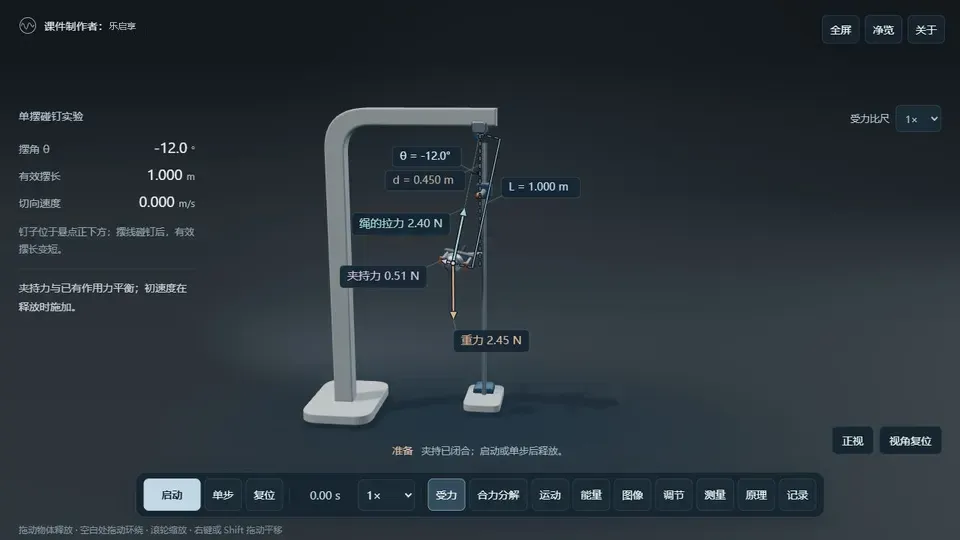 课件制作者：乐启享
全屏
净览
关于
单摆碰钉实验
受力比尺
1×
摆角 θ
-12.0 °
有效摆长
1.000 m
切向速度
0.000 m/s
钉子位于悬点正下方；摆线碰钉后，有效
摆长变短。
夹持力与已有作用力平衡；初速度在
释放时施加。
θ = -12.0°
d = 0.450 m
L = 1.000 m
绳的拉力 2.40 N
夹持力 0.51 N
重力 2.45 N
正视
视角复位
准备 夹持已闭合；启动或单步后释放。
启动
单步
复位
0.00 s
1×
受力
合力分解
运动
能量
图像
调节
测量
原理
记录
拖动物体释放 · 空白处拖动环绕 · 滚轮缩放 · 右键或 Shift 拖动平移